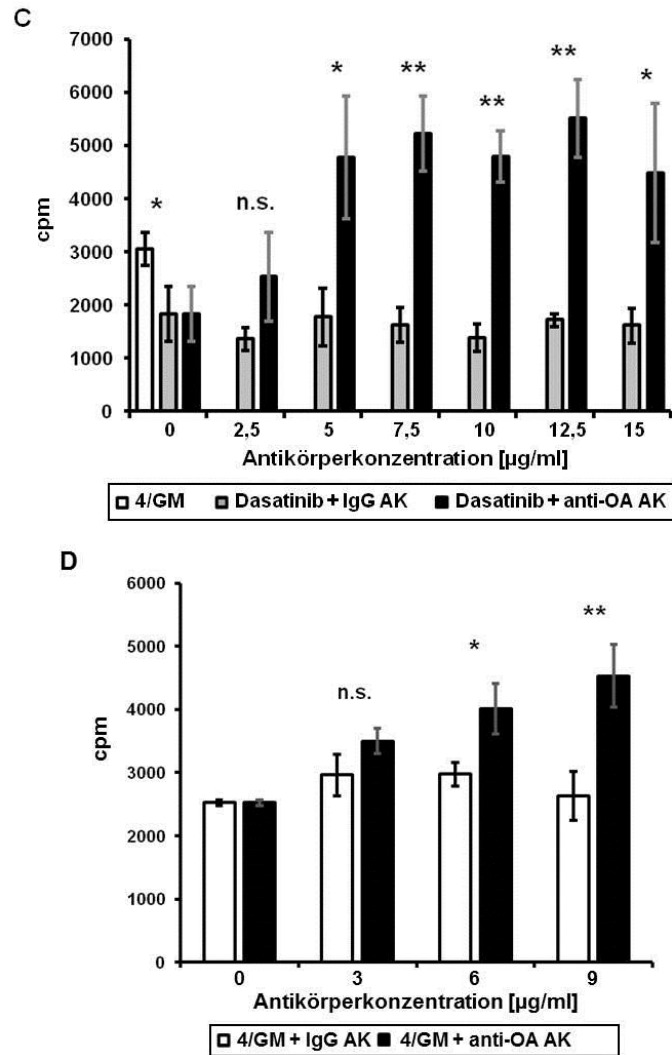 C
7000
6000
5000
4000
3000
2000
1000
0
cpm
* n.s. * ** ** ** *
0 2,5 5 7,5 10 12,5 15
Antikörperkonzentration [µg/ml]
4/GM Dasatinib + IgG AK Dasatinib + anti-OA AK
D
6000
5000
4000
3000
2000
1000
0
cpm
n.s. * **
0 3 6 9
Antikörperkonzentration [µg/ml]
4/GM + IgG AK 4/GM + anti-OA AK